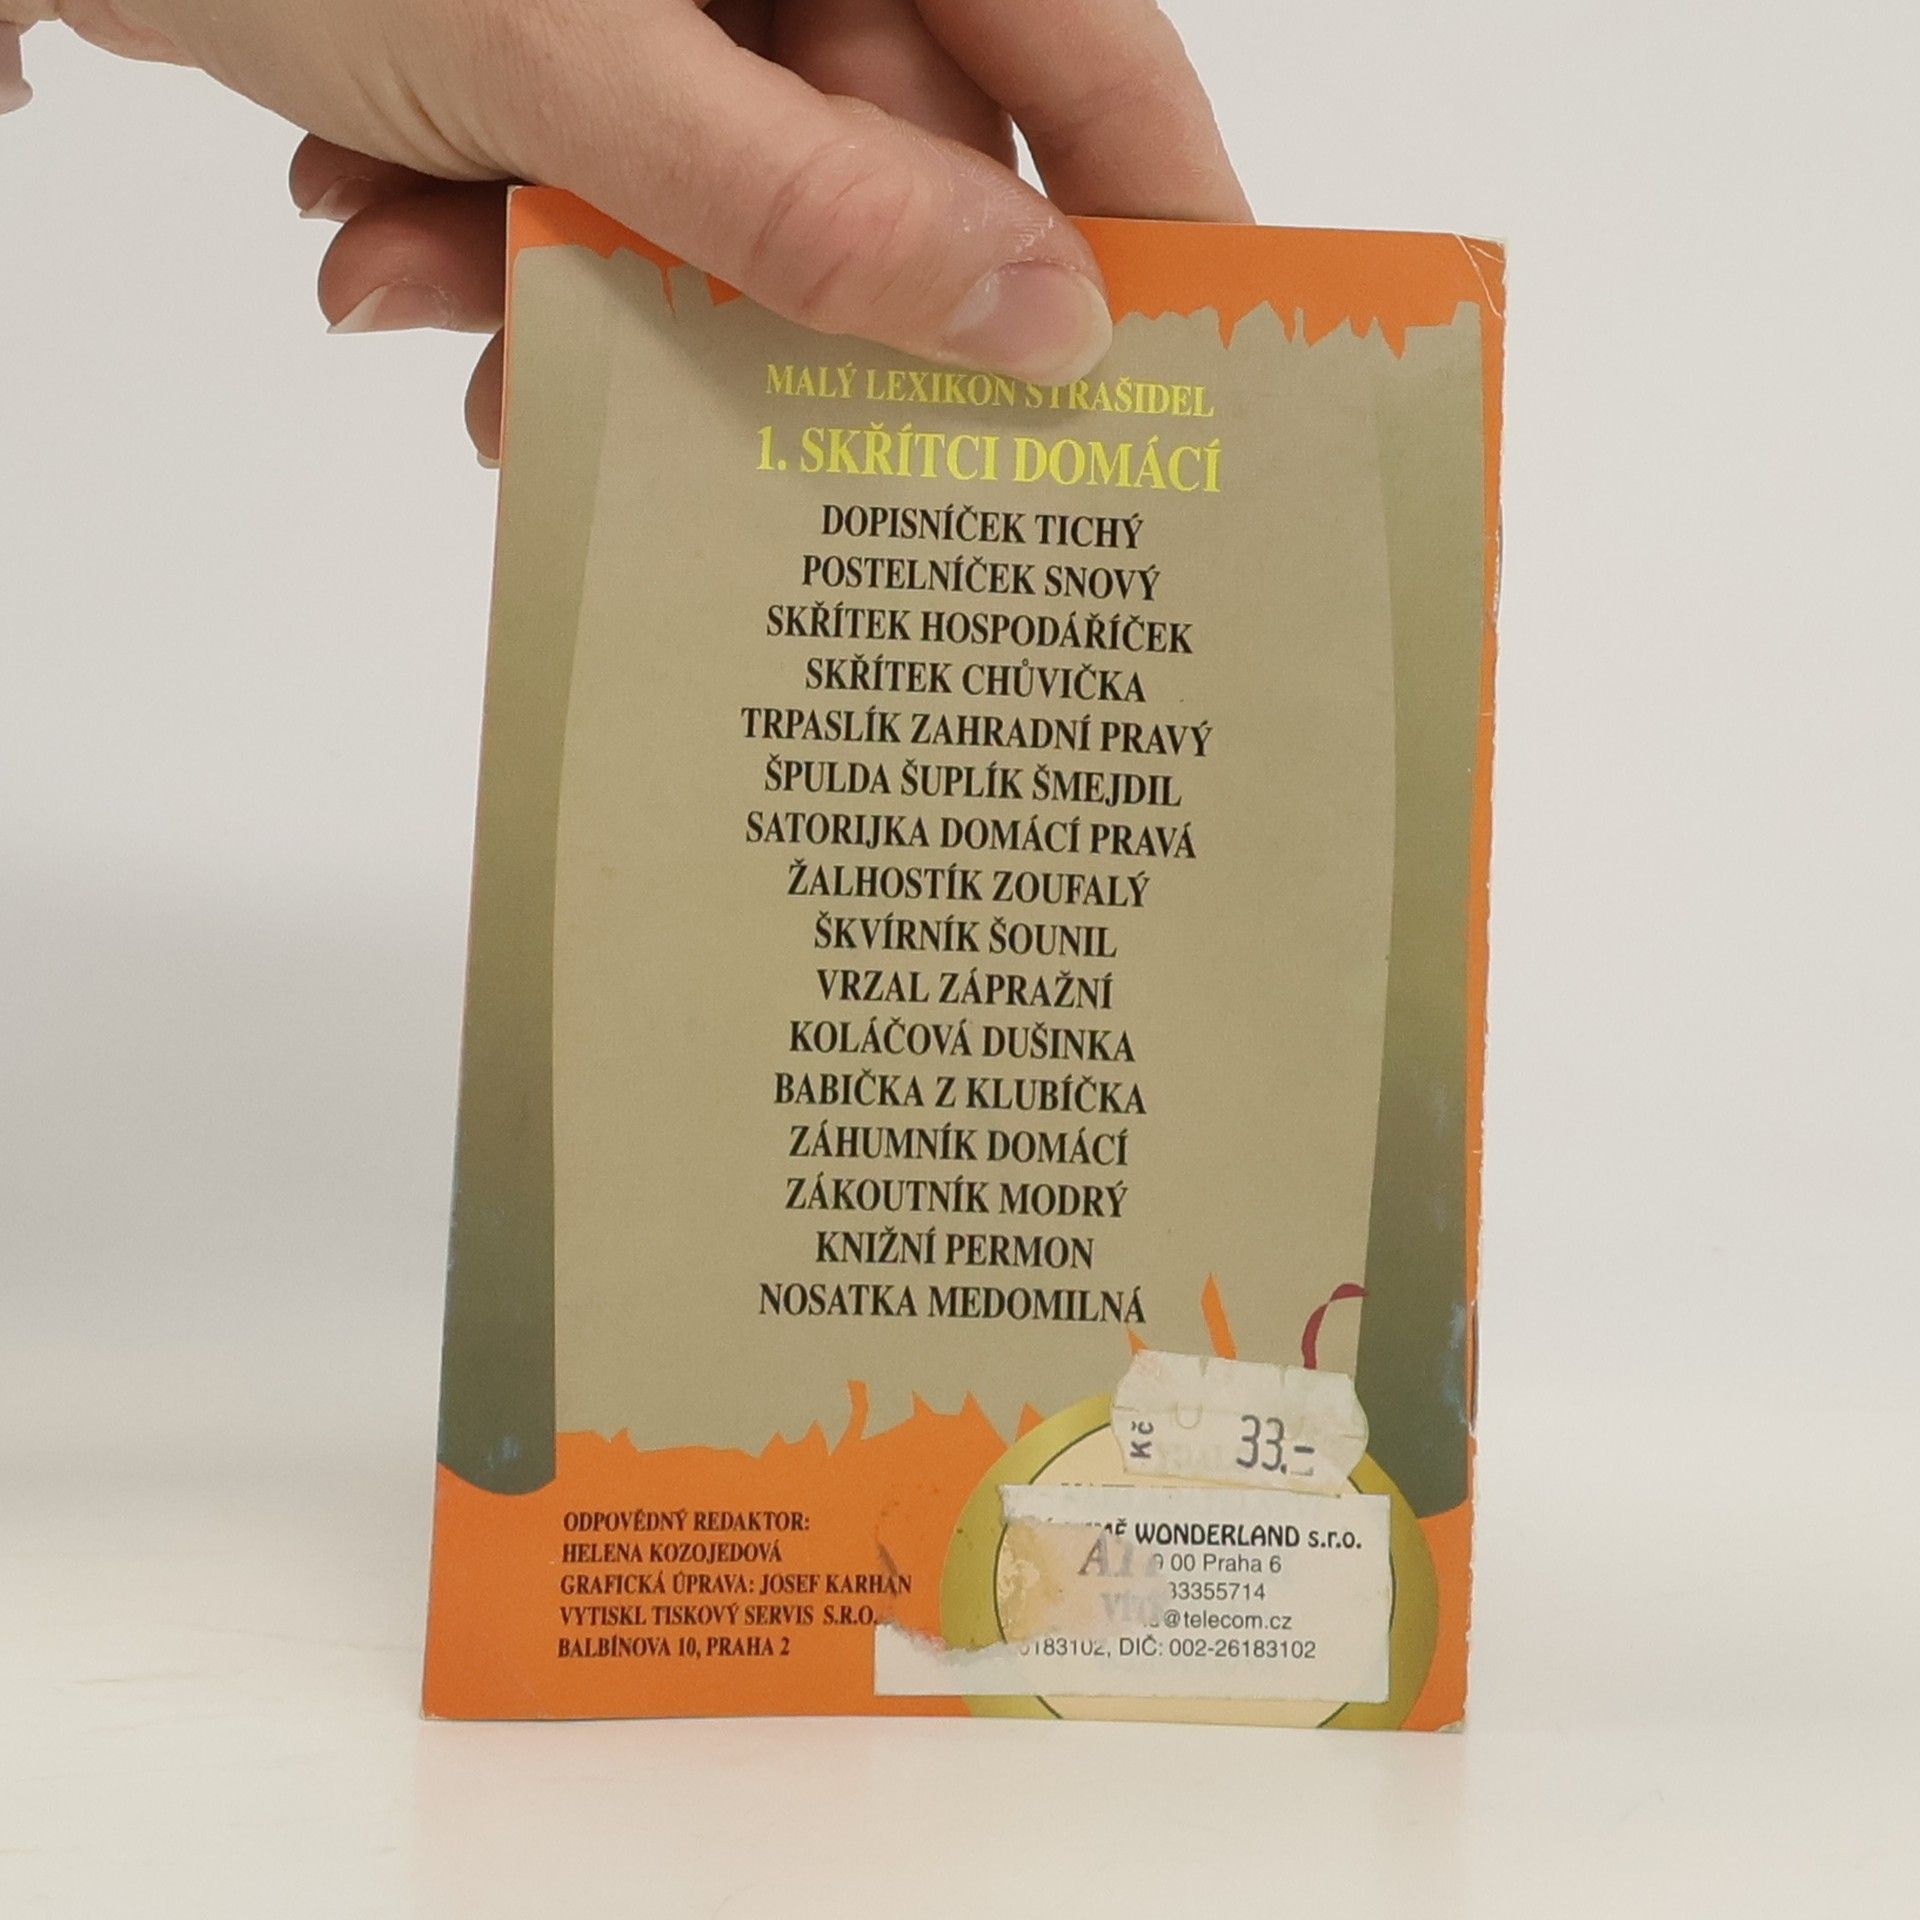 MALÝ LEXIKON STRAŠIDEL
1. SKŘÍTCI DOMÁCÍ
DOPISNÍČEK TICHÝ
POSTELNÍČEK SNOVÝ
SKŘÍTEK HOSPODÁŘÍČEK
SKŘÍTEK CHŮVIČKA
TRPASLÍK ZAHRADNÍ PRAVÝ
ŠPULDA ŠUPLÍK ŠMEJDIL
SATORIJKA DOMÁCÍ PRAVÁ
ŽALHOSTÍK ZOUFALÝ
ŠKVÍRNÍK ŠOUNIL
VRZAL ZÁPRAŽNÍ
KOLÁČOVÁ DUŠINKA
BABIČKA Z KLUBÍČKA
ZÁHUMNÍK DOMÁCÍ
ZÁKOUTNÍK MODRÝ
KNIŽNÍ PERMON
NOSATKA MEDOMILNÁ
Kč 33.-
ODPOVĚDNÝ REDAKTOR:
HELENA KOZOJEDOVÁ
GRAFICKÁ ÚPRAVA: JOSEF KARHAN
VYTISKL TISKOVÝ SERVIS S.R.O.
BALBÍNOVA 10, PRAHA 2
WONDERLAND s.r.o.
00 Praha 6
33355714
@telecom.cz
DIČ: 002-26183102